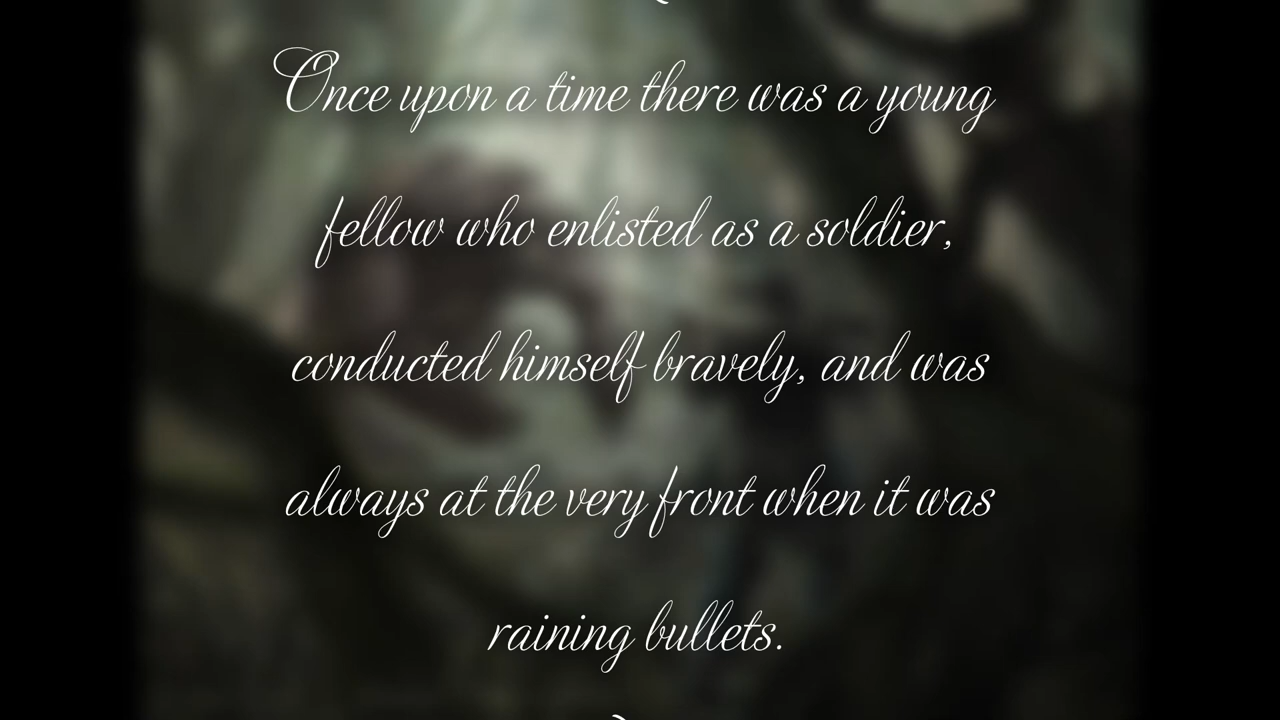 Once upon a time there was a young
fellow who enlisted as a soldier,
conducted himself bravely, and was
always at the very front when it was
raining bullets.